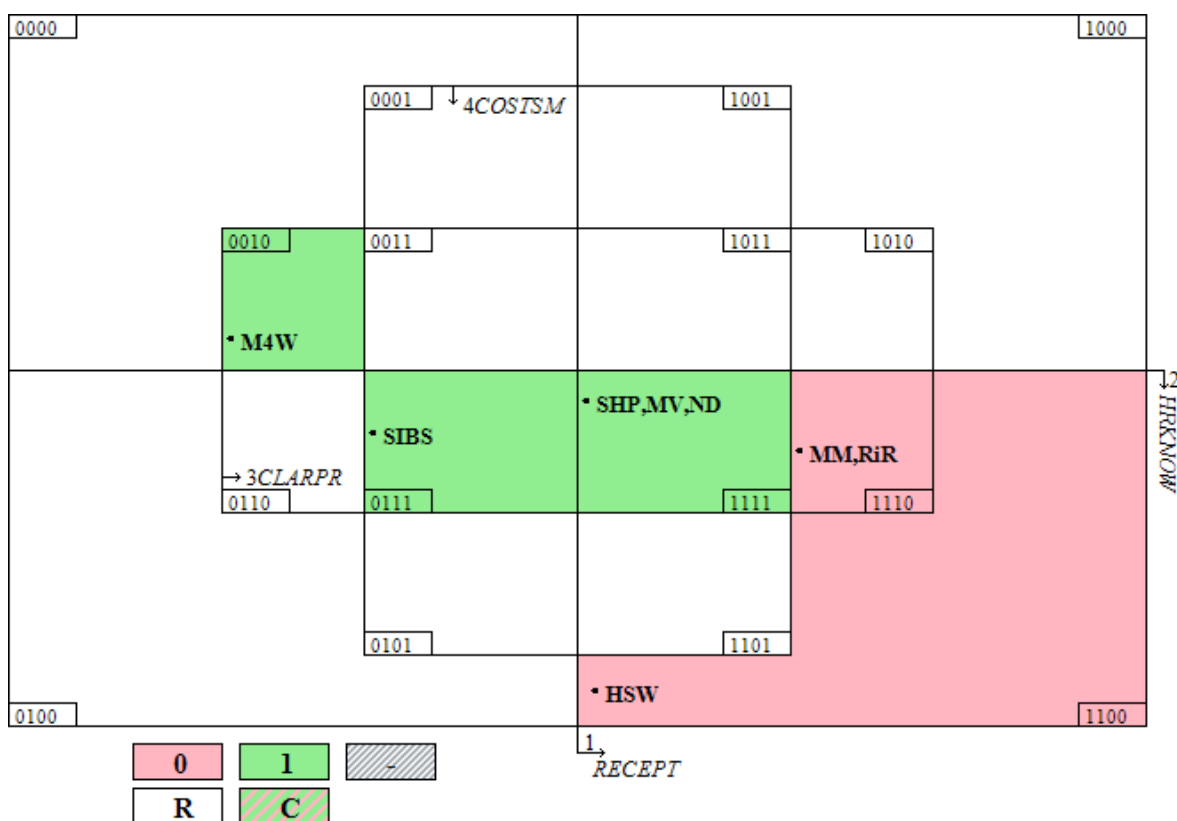 0000 1000
0001 4COSTSM 1001
0010 0011 1011 1010
M4W
2
SHP,MV,ND
SIBS
MM,RiR
HRKNOW
3CLARPR
0110 0111 1111 1110
0101 1101
HSW
0100 1100
1
RECEPT
0 1 -
R C